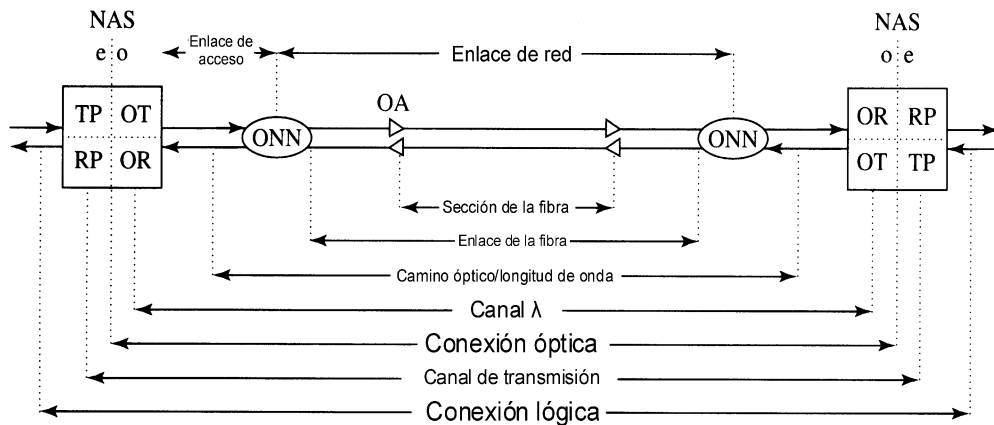 NAS
NAS
e o
Enlace de
acceso
Enlace de red
o e
TP OT
OA
OR RP
ONN
ONN
RP OR
OT TP
Sección de la fibra
Enlace de la fibra
Camino óptico/longitud de onda
Canal λ
Conexión óptica
Canal de transmisión
Conexión lógica